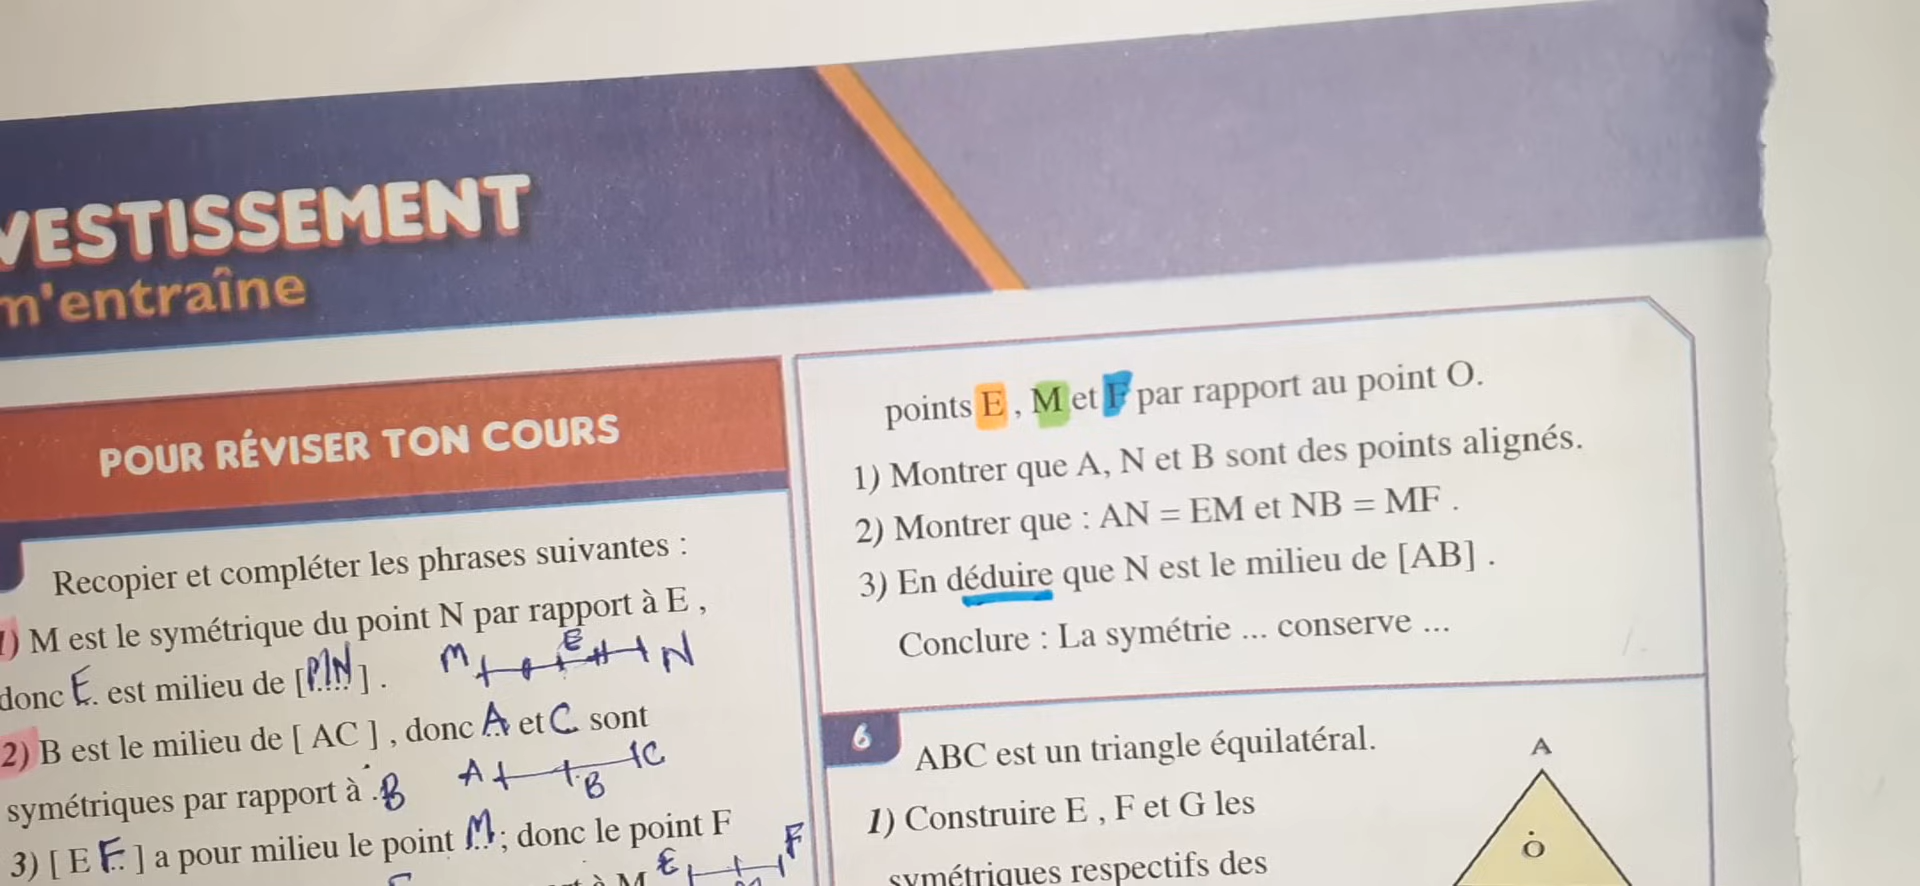 VESTISSEMENT
m'entraîne
POUR RÉVISER TON COURS
Recopier et compléter les phrases suivantes :
1) M est le symétrique du point N par rapport à E ,
donc E. est milieu de [MN] .
M E N
2) B est le milieu de [ AC ] , donc A et C sont
symétriques par rapport à B
A B C
3) [ E F ] a pour milieu le point M ; donc le point F
à M E F
points E , M et F par rapport au point O.
1) Montrer que A, N et B sont des points alignés.
2) Montrer que : AN = EM et NB = MF .
3) En déduire que N est le milieu de [AB] .
Conclure : La symétrie ... conserve ...
6
ABC est un triangle équilatéral.
1) Construire E , F et G les
symétriques respectifs des
A
O